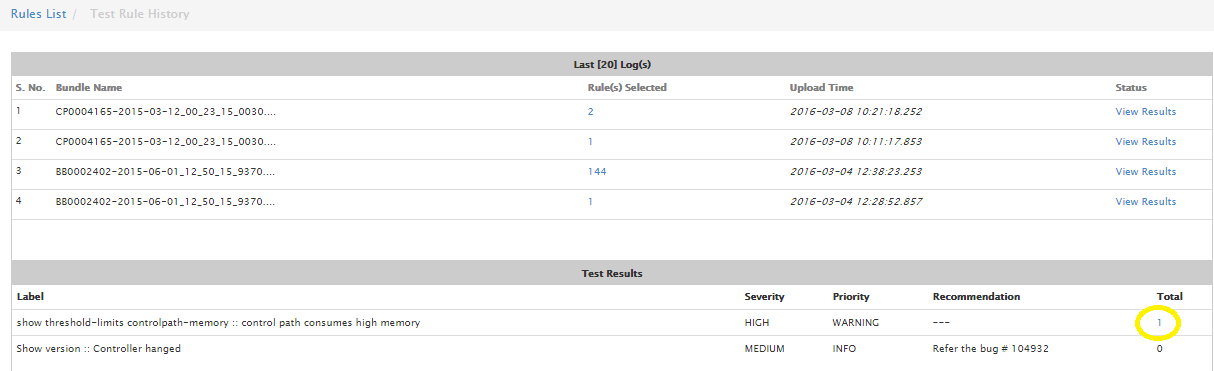 Rules List / Test Rule History
Last [20] Log(s)
S. No. Bundle Name Rule(s) Selected Upload Time Status
1 CP0004165-2015-03-12_00_23_15_0030.... 2 2016-03-08 10:21:18.252 View Results
2 CP0004165-2015-03-12_00_23_15_0030.... 1 2016-03-08 10:11:17.853 View Results
3 BB0002402-2015-06-01_12_50_15_9370.... 144 2016-03-04 12:38:23.253 View Results
4 BB0002402-2015-06-01_12_50_15_9370.... 1 2016-03-04 12:28:52.857 View Results
Test Results
Label Severity Priority Recommendation Total
show threshold-limits controlpath-memory :: control path consumes high memory HIGH WARNING --- 1
Show version :: Controller hanged MEDIUM INFO Refer the bug # 104932 0